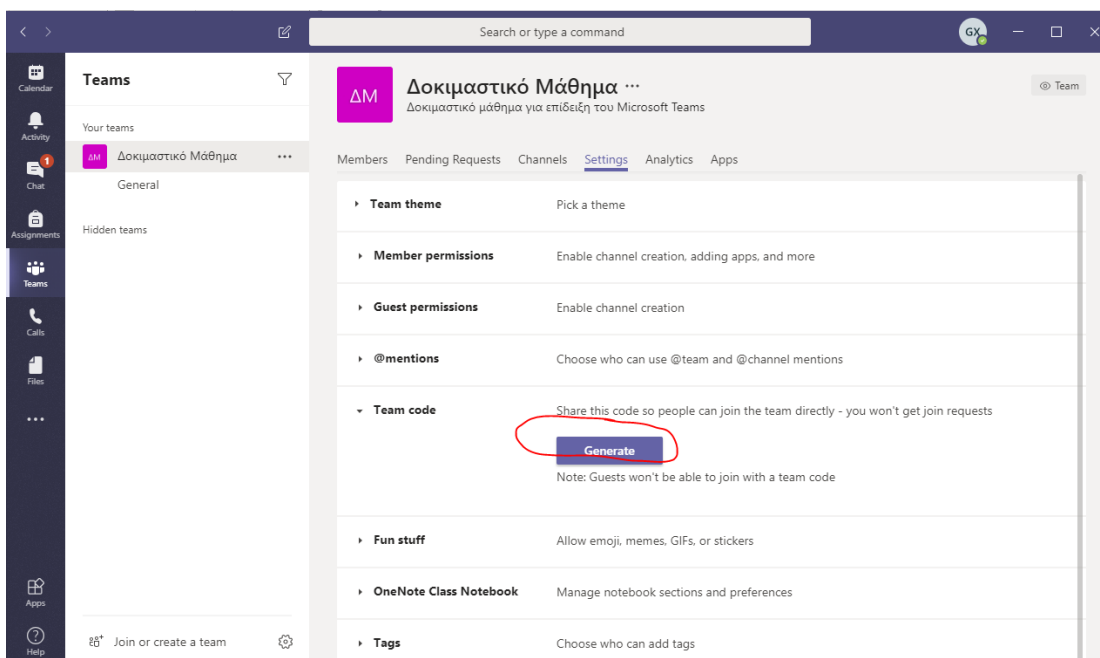 Search or type a command
GX
Calendar
Activity
1
Chat
Assignments
Teams
Calls
Files
Apps
Help
Teams
Your teams
ΔΜ Δοκιμαστικό Μάθημα
General
Hidden teams
Join or create a team
ΔΜ
Δοκιμαστικό Μάθημα
Δοκιμαστικό μάθημα για επίδειξη του Microsoft Teams
Team
Members Pending Requests Channels Settings Analytics Apps
Team theme Pick a theme
Member permissions Enable channel creation, adding apps, and more
Guest permissions Enable channel creation
@mentions Choose who can use @team and @channel mentions
Team code Share this code so people can join the team directly - you won't get join requests
Generate
Note: Guests won't be able to join with a team code
Fun stuff Allow emoji, memes, GIFs, or stickers
OneNote Class Notebook Manage notebook sections and preferences
Tags Choose who can add tags